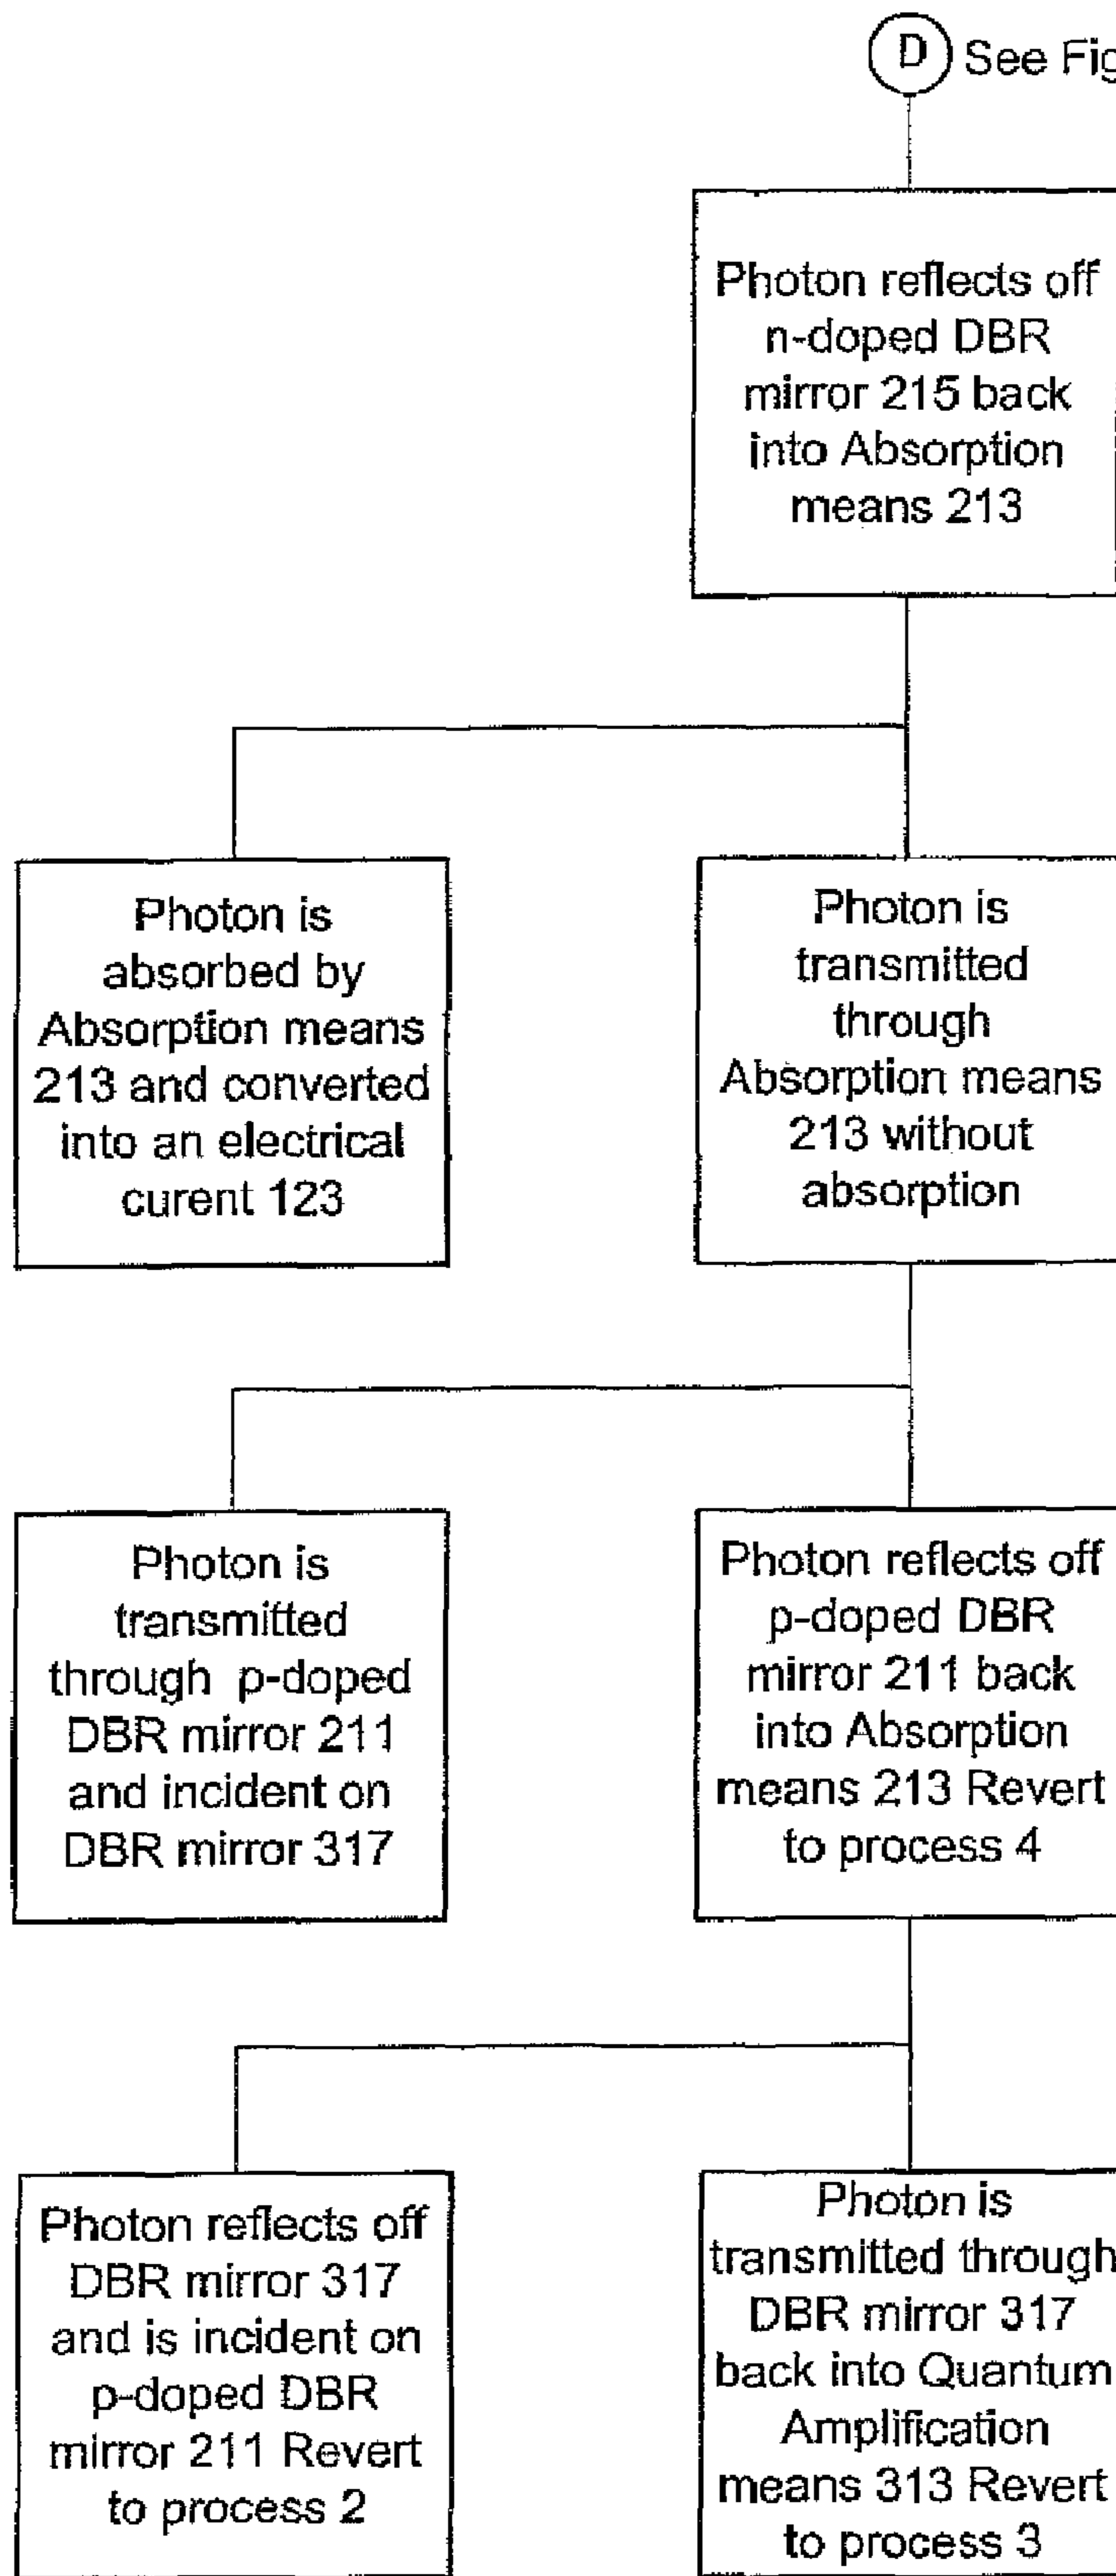 D See Fig
Photon reflects off
n-doped DBR
mirror 215 back
into Absorption
means 213
Photon is
absorbed by
Absorption means
213 and converted
into an electrical
curent 123
Photon is
transmitted
through
Absorption means
213 without
absorption
Photon is
transmitted
through p-doped
DBR mirror 211
and incident on
DBR mirror 317
Photon reflects off
p-doped DBR
mirror 211 back
into Absorption
means 213 Revert
to process 4
Photon reflects off
DBR mirror 317
and is incident on
p-doped DBR
mirror 211 Revert
to process 2
Photon is
transmitted through
DBR mirror 317
back into Quantum
Amplification
means 313 Revert
to process 3